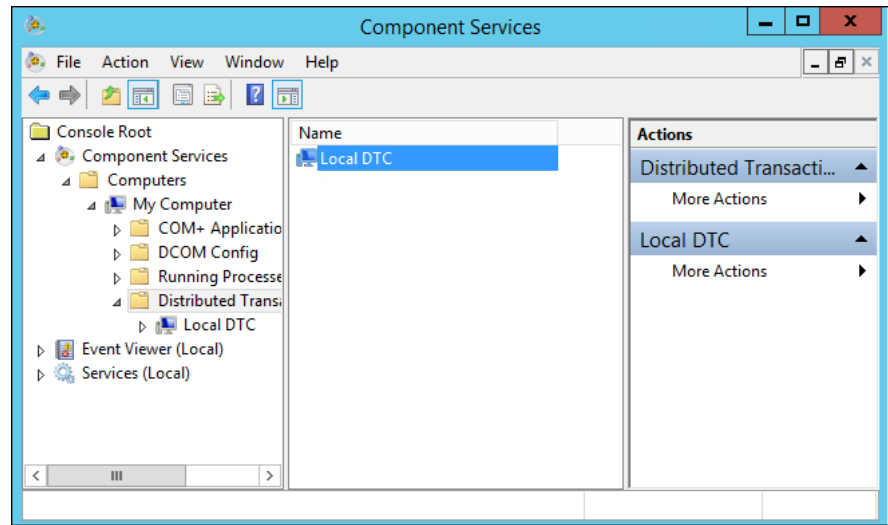 Component Services
File Action View Window Help
Console Root
Component Services
Computers
My Computer
COM+ Applicatio
DCOM Config
Running Processe
Distributed Transa
Local DTC
Event Viewer (Local)
Services (Local)
Name
Local DTC
Actions
Distributed Transacti...
More Actions
Local DTC
More Actions